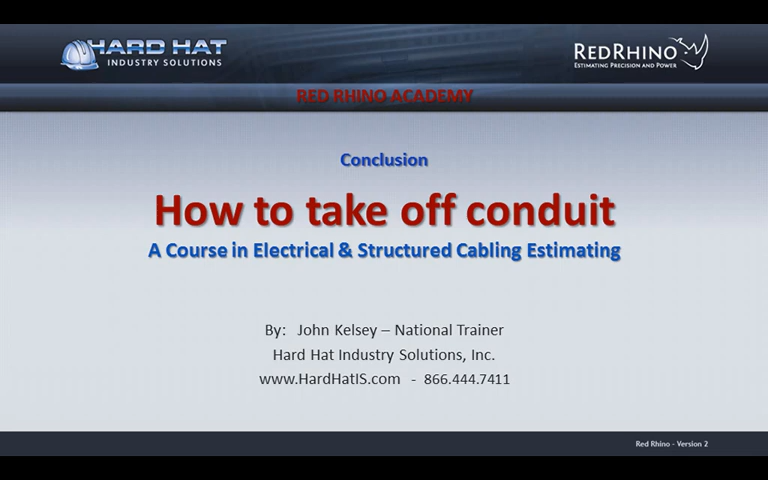 HARD HAT
INDUSTRY SOLUTIONS
REDRHINO
ESTIMATING PRECISION AND POWER
RED RHINO ACADEMY
Conclusion
How to take off conduit
A Course in Electrical & Structured Cabling Estimating
By: John Kelsey – National Trainer
Hard Hat Industry Solutions, Inc.
www.HardHatIS.com - 866.444.7411
Red Rhino - Version 2